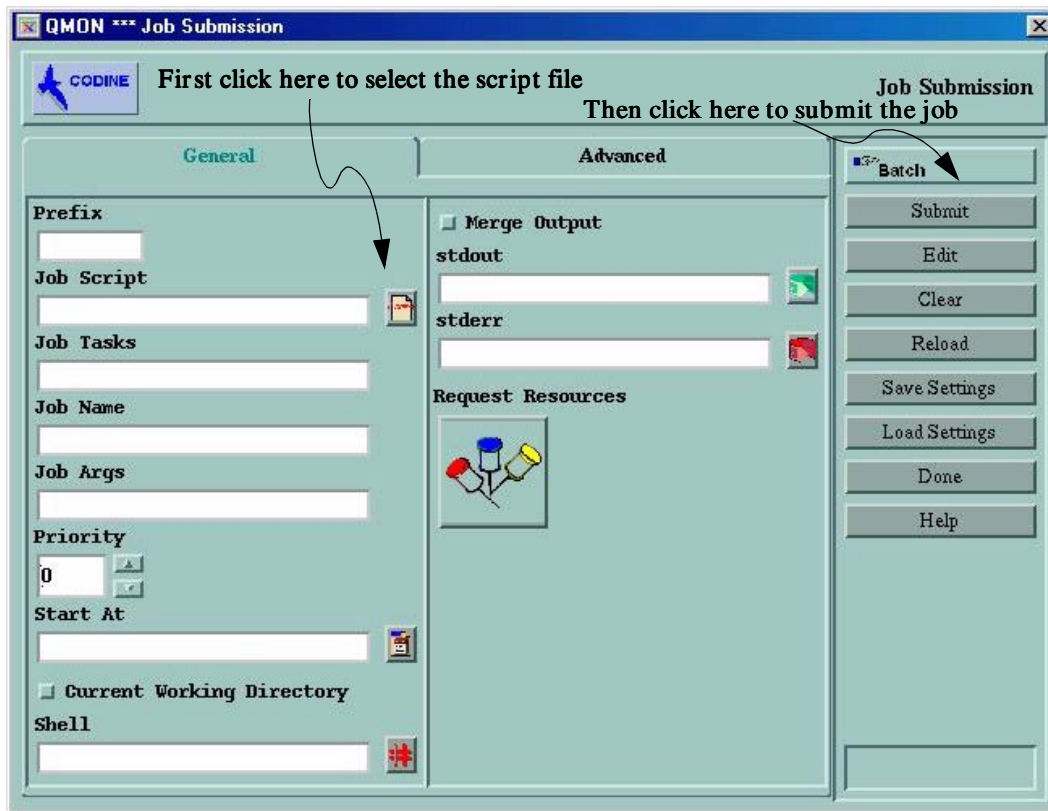 QMON *** Job Submission
CODINE
First click here to select the script file
Job Submission
Then click here to submit the job
General
Advanced
Batch
Prefix
Job Script
Job Tasks
Job Name
Job Args
Priority
0
Start At
Current Working Directory
Shell
Merge Output
stdout
stderr
Request Resources
Submit
Edit
Clear
Reload
Save Settings
Load Settings
Done
Help